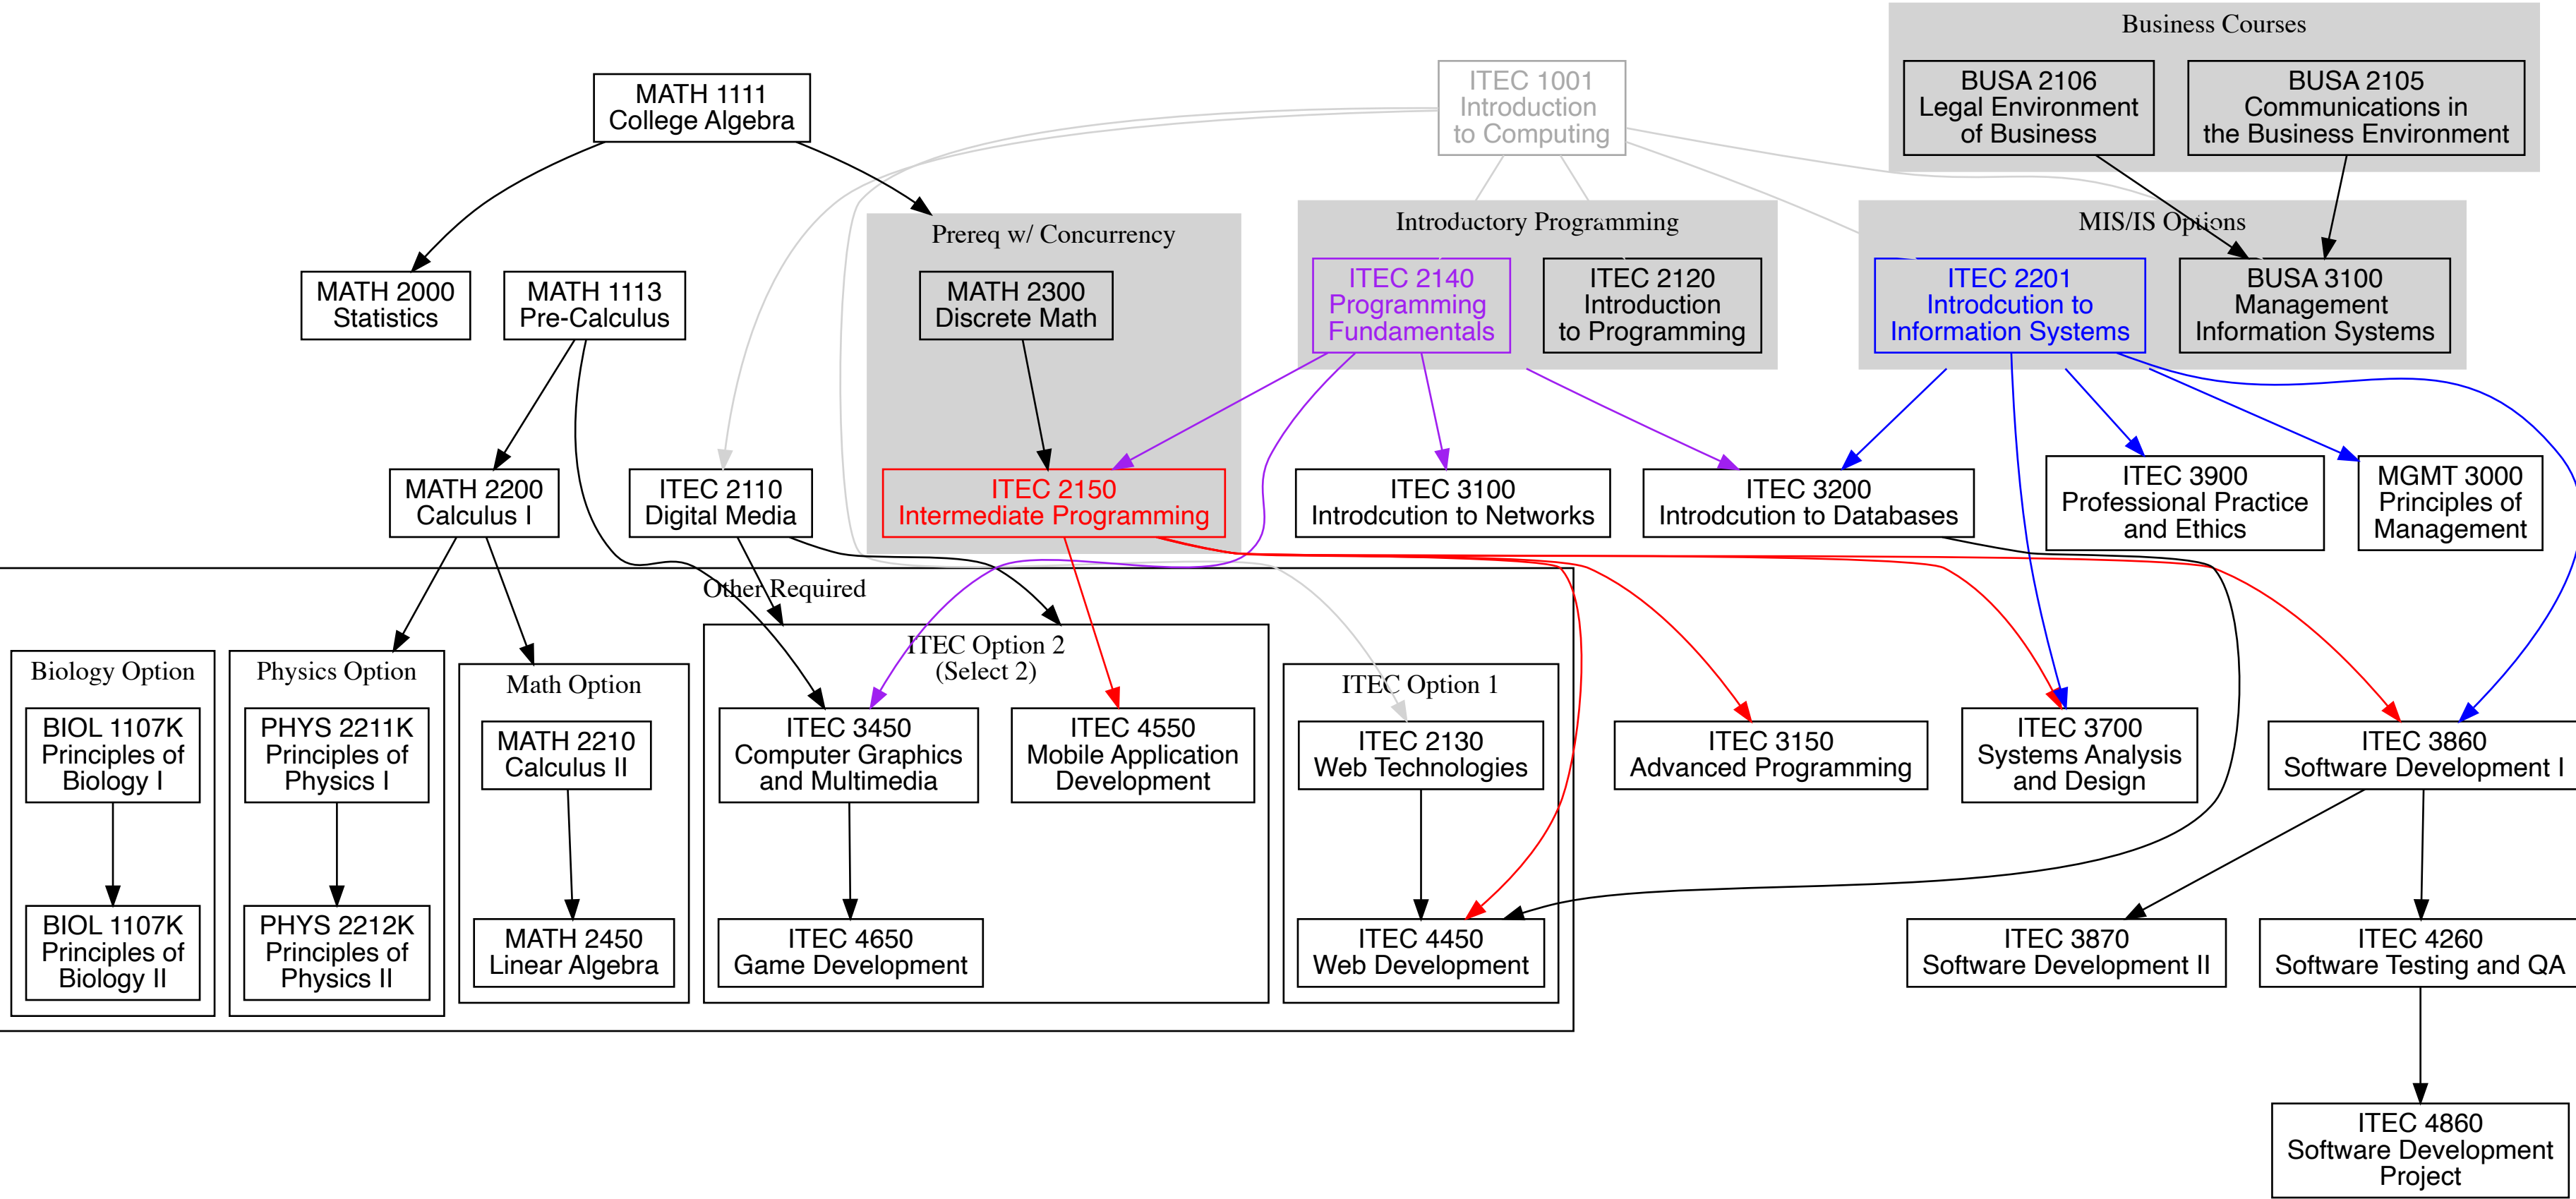 Business Courses
MATH 1111
College Algebra
ITEC 1001
Introduction
to Computing
BUSA 2106
Legal Environment
of Business
BUSA 2105
Communications in
the Business Environment
Prereq w/ Concurrency
Introductory Programming
MIS/IS Options
MATH 2000
Statistics
MATH 1113
Pre-Calculus
MATH 2300
Discrete Math
ITEC 2140
Programming
Fundamentals
ITEC 2120
Introduction
to Programming
ITEC 2201
Introdcution to
Information Systems
BUSA 3100
Management
Information Systems
MATH 2200
Calculus I
ITEC 2110
Digital Media
ITEC 2150
Intermediate Programming
ITEC 3100
Introdcution to Networks
ITEC 3200
Introdcution to Databases
ITEC 3900
Professional Practice
and Ethics
MGMT 3000
Principles of
Management
Other Required
Biology Option
Physics Option
Math Option
ITEC Option 2
(Select 2)
ITEC Option 1
BIOL 1107K
Principles of
Biology I
PHYS 2211K
Principles of
Physics I
MATH 2210
Calculus II
ITEC 3450
Computer Graphics
and Multimedia
ITEC 4550
Mobile Application
Development
ITEC 2130
Web Technologies
ITEC 3150
Advanced Programming
ITEC 3700
Systems Analysis
and Design
ITEC 3860
Software Development I
BIOL 1107K
Principles of
Biology II
PHYS 2212K
Principles of
Physics II
MATH 2450
Linear Algebra
ITEC 4650
Game Development
ITEC 4450
Web Development
ITEC 3870
Software Development II
ITEC 4260
Software Testing and QA
ITEC 4860
Software Development
Project